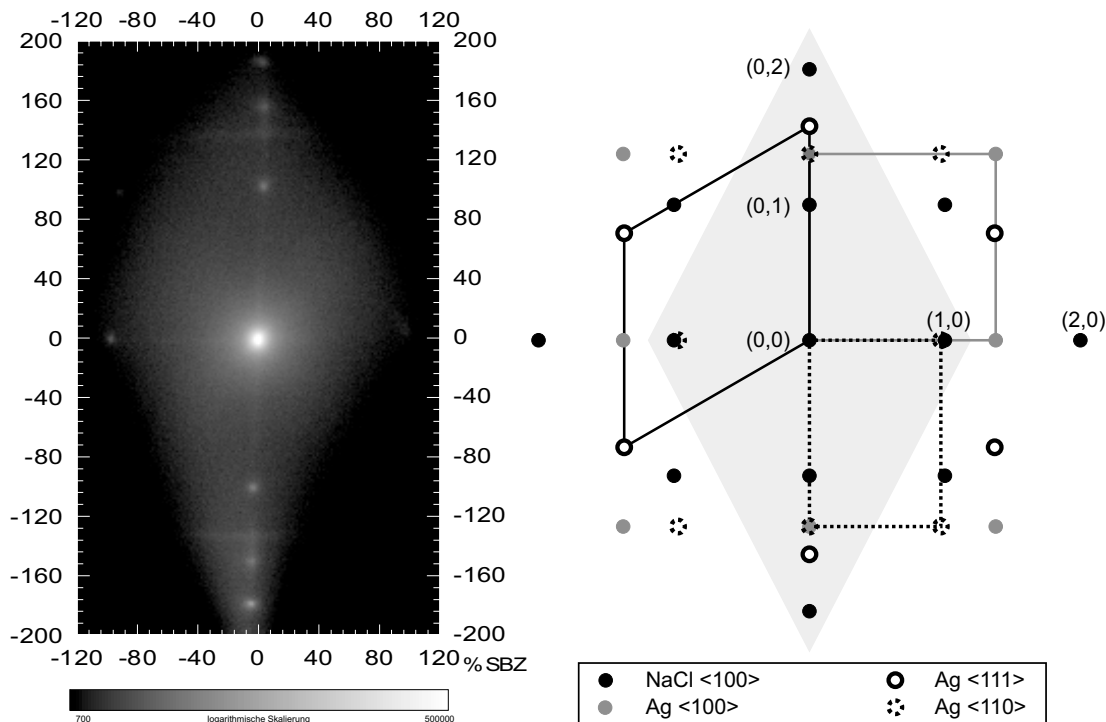 -120 -80 -40 0 40 80 120
200 200
160 160
120 120
80 80
40 40
0 0
-40 -40
-80 -80
-120 -120
-160 -160
-200 -200
-120 -80 -40 0 40 80 120 % SBZ
700 logarithmische Skalierung 500000
(0,2)
(0,1)
(0,0) (1,0) (2,0)
NaCl <100> Ag <111>
Ag <100> Ag <110>